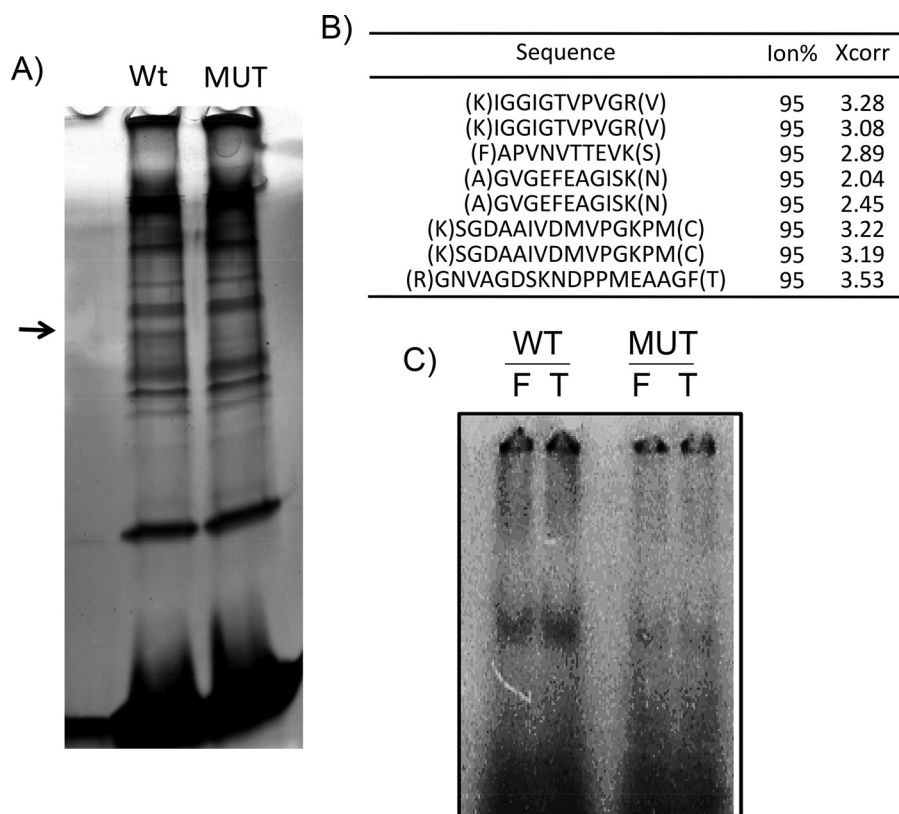 A)
Wt MUT
B)
Sequence Ion% Xcorr
(K)IGGIGTVPVGR(V) 95 3.28
(K)IGGIGTVPVGR(V) 95 3.08
(F)APVNVTTEVK(S) 95 2.89
(A)GVGEFEAGISK(N) 95 2.04
(A)GVGEFEAGISK(N) 95 2.45
(K)SGDAAIVDMVPGKPM(C) 95 3.22
(K)SGDAAIVDMVPGKPM(C) 95 3.19
(R)GNVAGDSKNDPPMEAAGF(T) 95 3.53
C)
WT MUT
F T F T